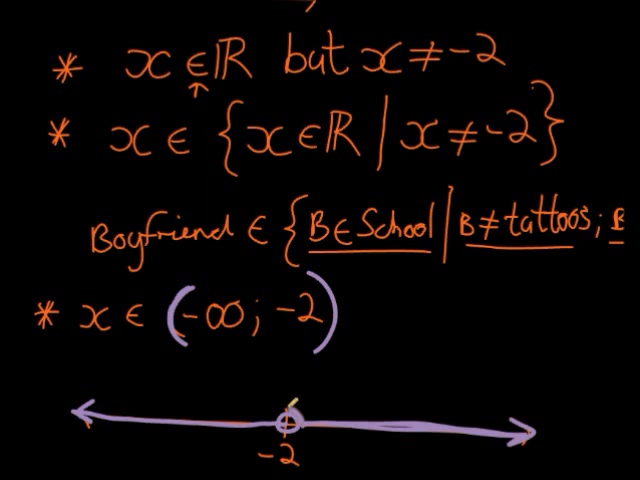 * x ∈ ℝ but x ≠ -2
* x ∈ {x ∈ ℝ | x ≠ -2}
Boyfriend ∈ {B ∈ School | B ≠ tattoos; B
* x ∈ (-∞; -2)
-2